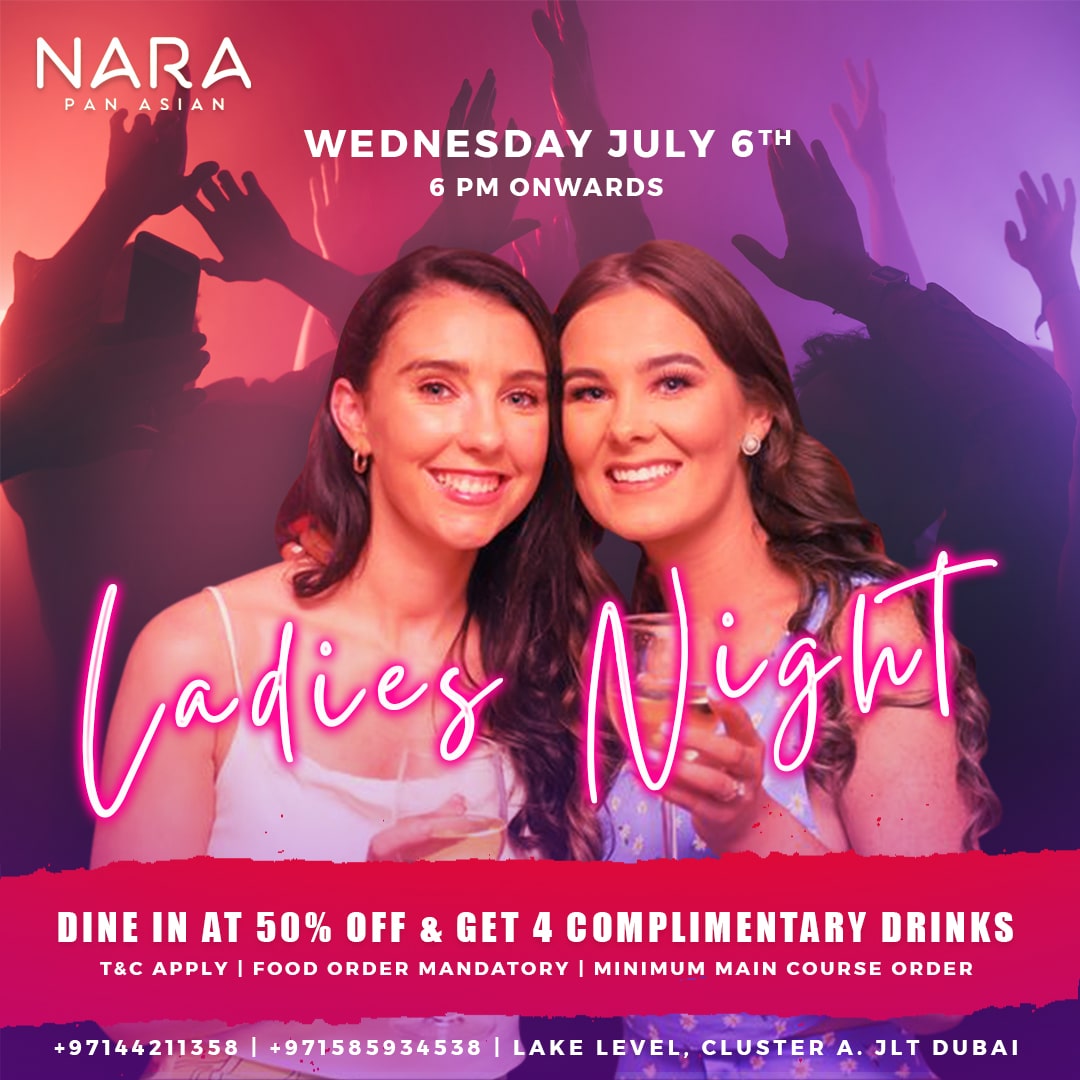 NARA
PAN ASIAN
WEDNESDAY JULY 6TH
6 PM ONWARDS
Ladies Night
DINE IN AT 50% OFF & GET 4 COMPLIMENTARY DRINKS
T&C APPLY | FOOD ORDER MANDATORY | MINIMUM MAIN COURSE ORDER
+97144211358 | +971585934538 | LAKE LEVEL, CLUSTER A. JLT DUBAI